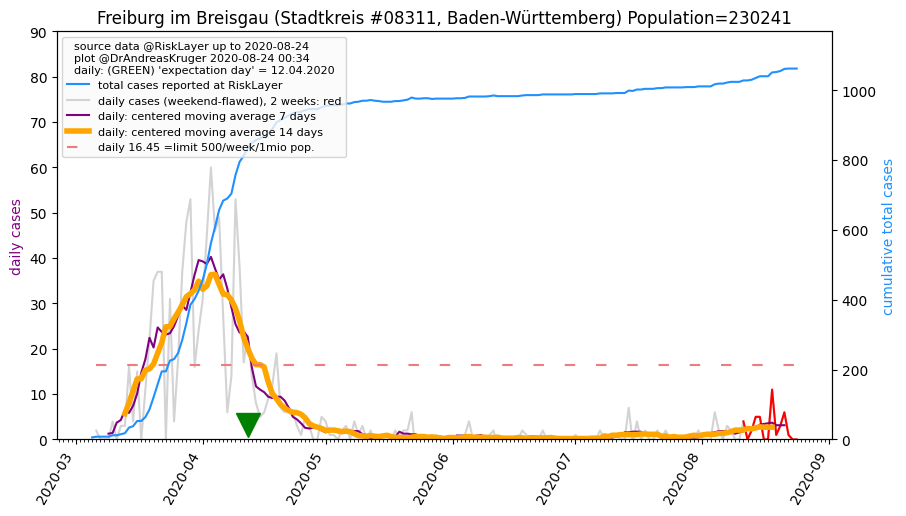 Freiburg im Breisgau (Stadtkreis #08311, Baden-Württemberg) Population=230241
source data @RiskLayer up to 2020-08-24
plot @DrAndreasKruger 2020-08-24 00:34
daily: (GREEN) 'expectation day' = 12.04.2020
total cases reported at RiskLayer
daily cases (weekend-flawed), 2 weeks: red
daily: centered moving average 7 days
daily: centered moving average 14 days
daily 16.45 =limit 500/week/1mio pop.
daily cases
90
80
70
60
50
40
30
20
10
0
cumulative total cases
1000
800
600
400
200
0
2020-03
2020-04
2020-05
2020-06
2020-07
2020-08
2020-09